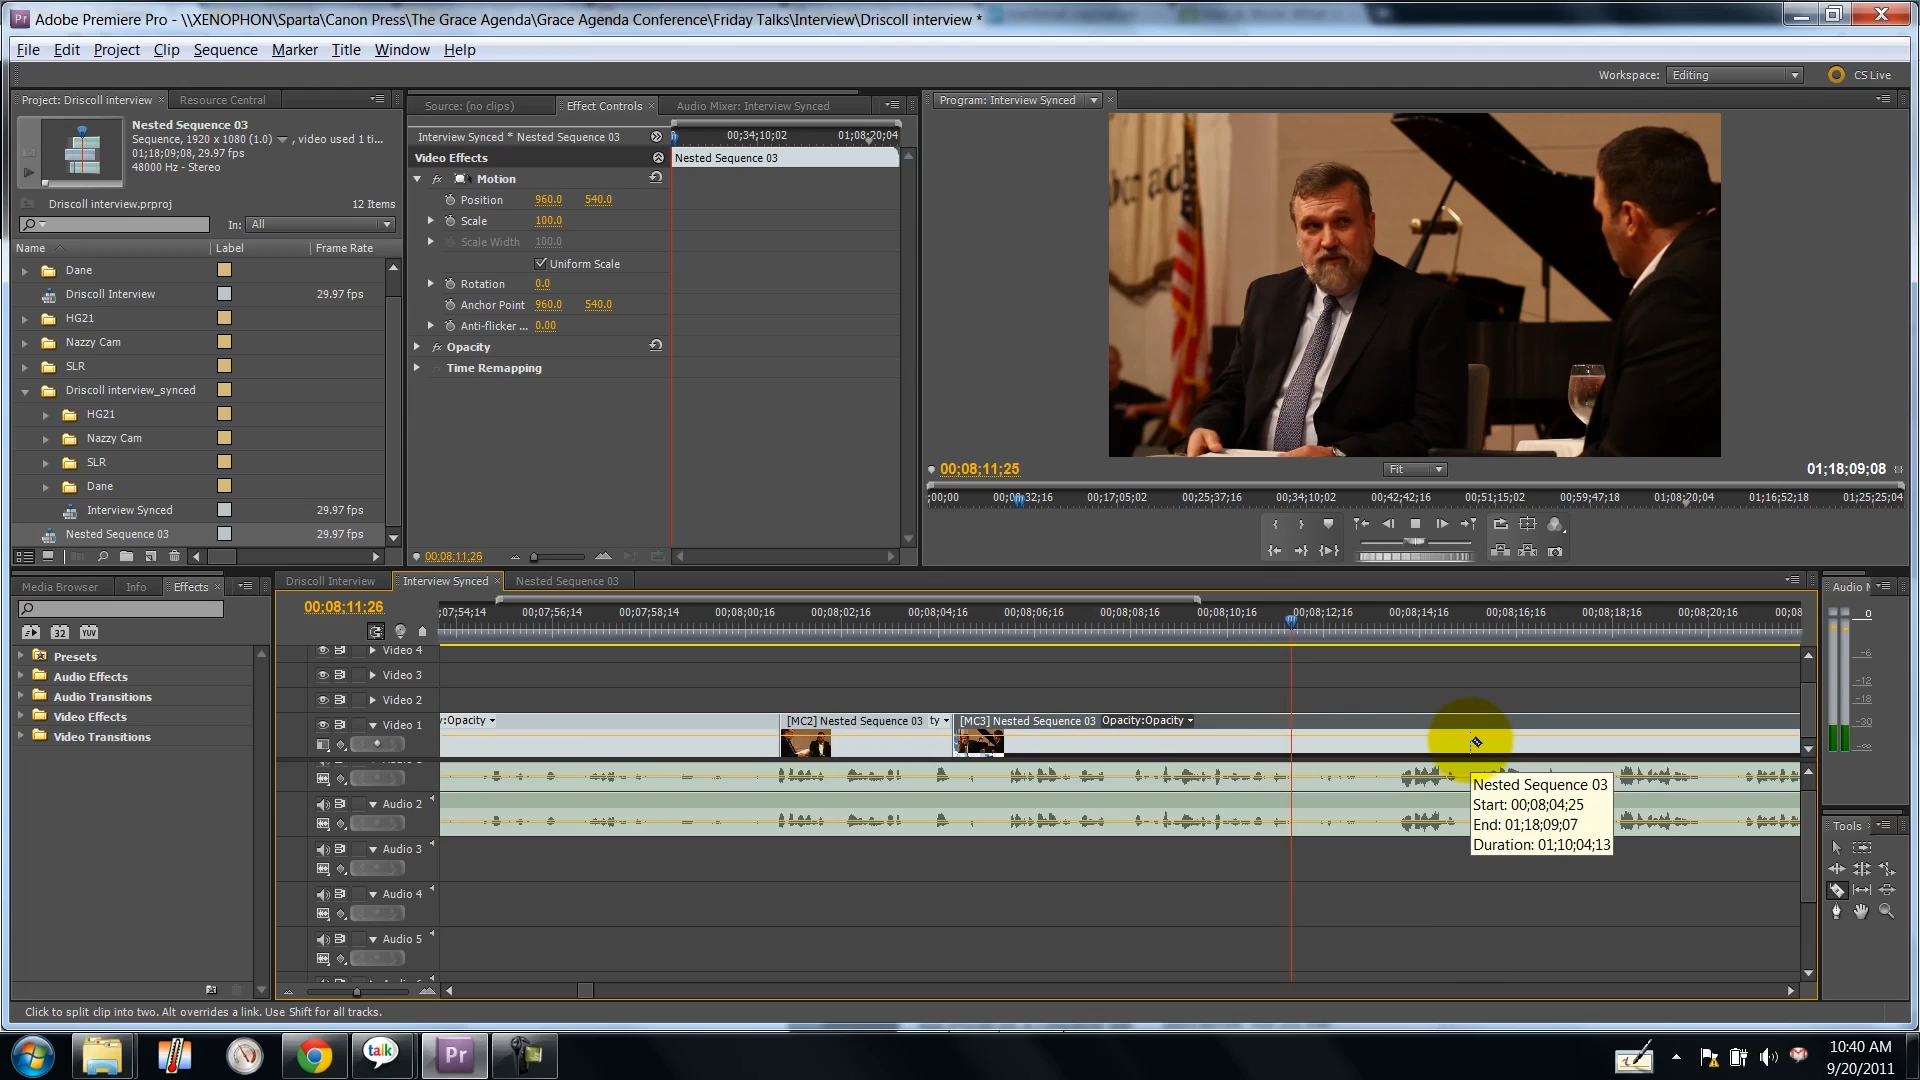 Adobe Premiere Pro - \\XENOPHON\Sparta\Canon Press\The Grace Agenda\Grace Agenda Conference\Friday Talks\Interview\Driscoll interview *
File Edit Project Clip Sequence Marker Title Window Help
Workspace: Editing CS Live
Project: Driscoll interview Resource Central
Nested Sequence 03
Sequence, 1920 x 1080 (1.0) , video used 1 ti...
01;18;09;08, 29.97 fps
48000 Hz - Stereo
Driscoll interview.prproj 12 Items
In: All
Name Label Frame Rate
Dane
Driscoll Interview 29.97 fps
HG21
Nazzy Cam
SLR
Driscoll interview_synced
HG21
Nazzy Cam
SLR
Dane
Interview Synced 29.97 fps
Nested Sequence 03 29.97 fps
Source: (no clips) Effect Controls Audio Mixer: Interview Synced
Interview Synced * Nested Sequence 03 00;34;10;02 01;08;20;04
Video Effects Nested Sequence 03
fx Motion
Position 960.0 540.0
Scale 100.0
Scale Width 100.0
Uniform Scale
Rotation 0.0
Anchor Point 960.0 540.0
Anti-flicker ... 0.00
fx Opacity
Time Remapping
00;08;11;26
Program: Interview Synced
00;08;11;25 Fit 01;18;09;08
;00;00 00;08;32;16 00;17;05;02 00;25;37;16 00;34;10;02 00;42;42;16 00;51;15;02 00;59;47;18 01;08;20;04 01;16;52;18 01;25;25;04
Media Browser Info Effects
32 YUV
Presets
Audio Effects
Audio Transitions
Video Effects
Video Transitions
Driscoll Interview Interview Synced Nested Sequence 03
00;08;11;26
;07;54;14 00;07;56;14 00;07;58;14 00;08;00;16 00;08;02;16 00;08;04;16 00;08;06;16 00;08;08;16 00;08;10;16 00;08;12;16 00;08;14;16 00;08;16;16 00;08;18;16 00;08;20;16 00;08
Video 4
Video 3
Video 2
Video 1
:Opacity [MC2] Nested Sequence 03 ty [MC3] Nested Sequence 03 Opacity:Opacity
Nested Sequence 03
Start: 00;08;04;25
End: 01;18;09;07
Duration: 01;10;04;13
Audio 2
Audio 3
Audio 4
Audio 5
Audio M
0
-6
-12
-18
-30
-∞
Tools
Click to split clip into two. Alt overrides a link. Use Shift for all tracks.
talk
Pr
10:40 AM
9/20/2011